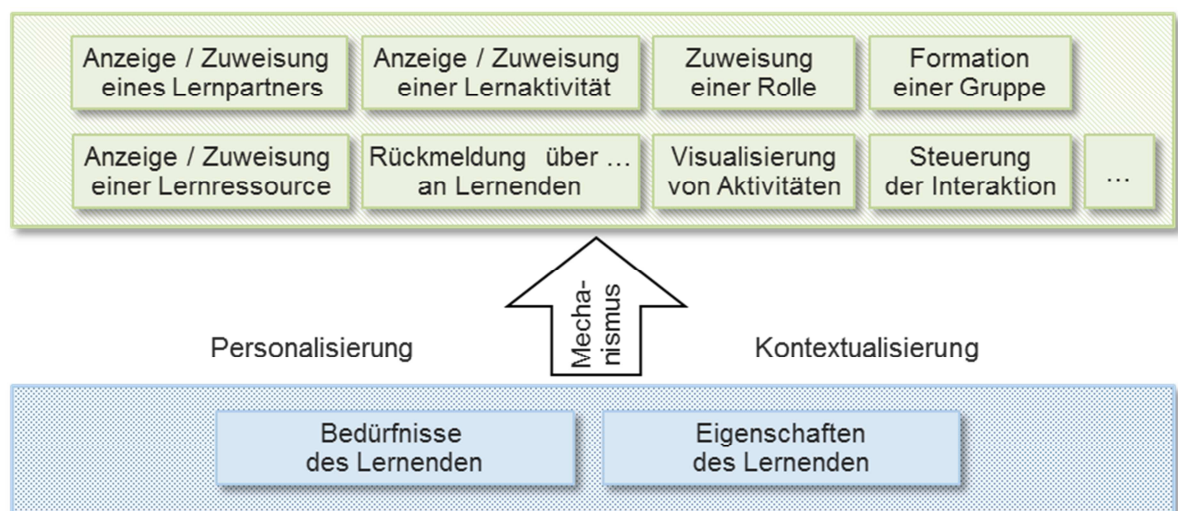 Anzeige / Zuweisung
eines Lernpartners
Anzeige / Zuweisung
einer Lernaktivität
Zuweisung
einer Rolle
Formation
einer Gruppe
Anzeige / Zuweisung
einer Lernressource
Rückmeldung über …
an Lernenden
Visualisierung
von Aktivitäten
Steuerung
der Interaktion
…
Mecha-
nismus
Personalisierung
Kontextualisierung
Bedürfnisse
des Lernenden
Eigenschaften
des Lernenden